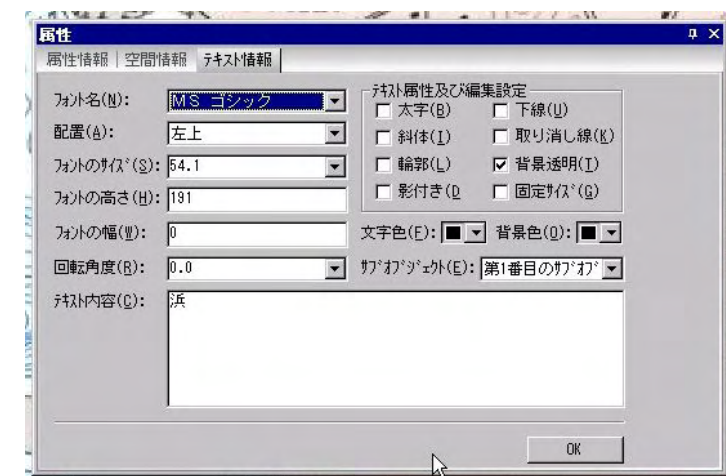 属性
属性情報 空間情報 テキスト情報
フォント名(N): MS ゴシック
配置(A): 左上
フォントのサイズ(S): 54.1
フォントの高さ(H): 191
フォントの幅(W): 0
回転角度(R): 0.0
テキスト内容(C): 浜
テキスト属性及び編集設定
太字(B) 下線(U)
斜体(I) 取り消し線(K)
輪郭(L) 背景透明(T)
影付き(D 固定サイズ(G)
文字色(F): 背景色(O):
サブオブジェクト(E): 第1番目のサブオブ
OK